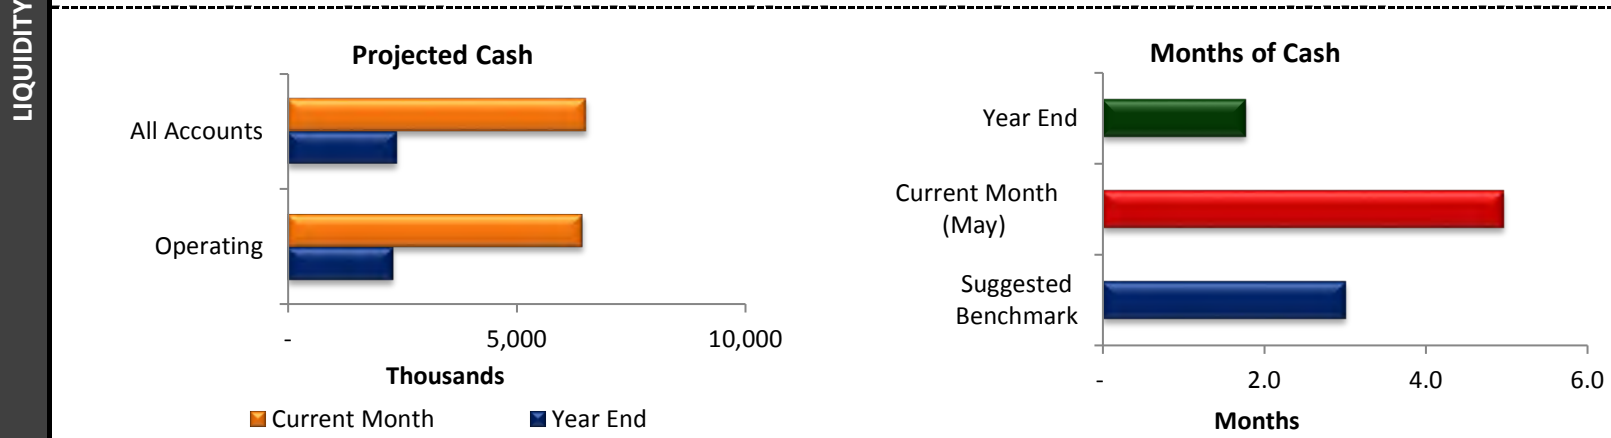 LIQUIDITY
Projected Cash
All Accounts
Operating
- 5,000 10,000
Thousands
Current Month Year End
Months of Cash
Year End
Current Month
(May)
Suggested
Benchmark
- 2.0 4.0 6.0
Months